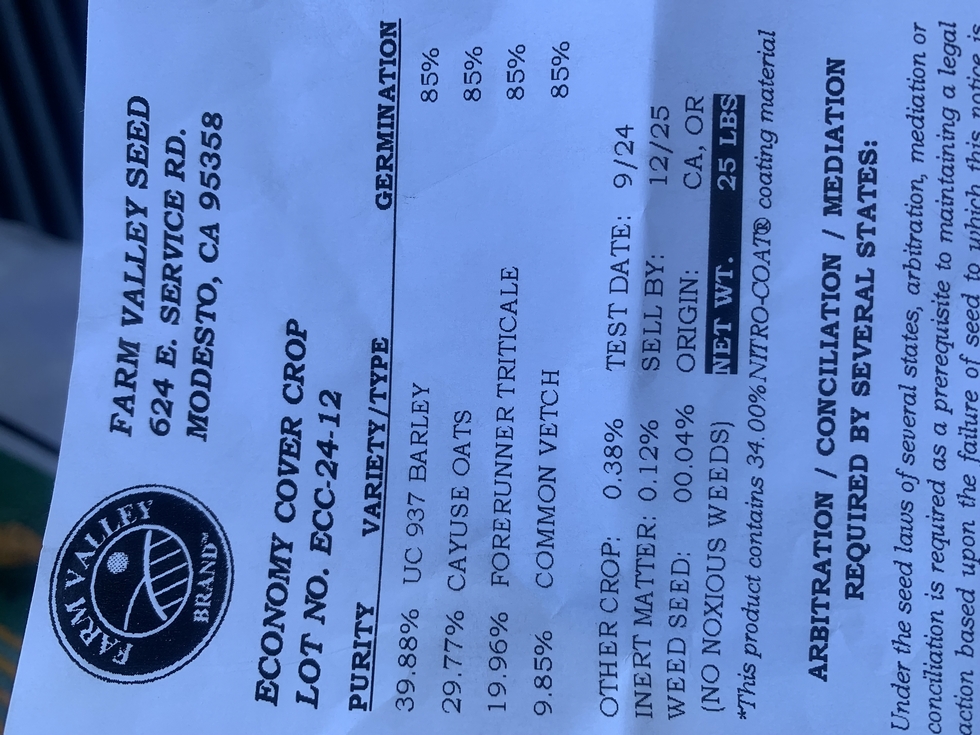 FARM VALLEY
BRAND™
FARM VALLEY SEED
624 E. SERVICE RD.
MODESTO, CA 95358
ECONOMY COVER CROP
LOT NO. ECC-24-12
PURITY VARIETY/TYPE GERMINATION
39.88% UC 937 BARLEY 85%
29.77% CAYUSE OATS 85%
19.96% FORERUNNER TRITICALE 85%
9.85% COMMON VETCH 85%
OTHER CROP: 0.38% TEST DATE: 9/24
INERT MATTER: 0.12% SELL BY: 12/25
WEED SEED: 00.04% ORIGIN: CA, OR
(NO NOXIOUS WEEDS) NET WT. 25 LBS
*This product contains 34.00% NITRO-COAT® coating material
ARBITRATION / CONCILIATION / MEDIATION
REQUIRED BY SEVERAL STATES:
Under the seed laws of several states, arbitration, mediation or
conciliation is required as a prerequisite to maintaining a legal
action based upon the failure of seed to which this notice is